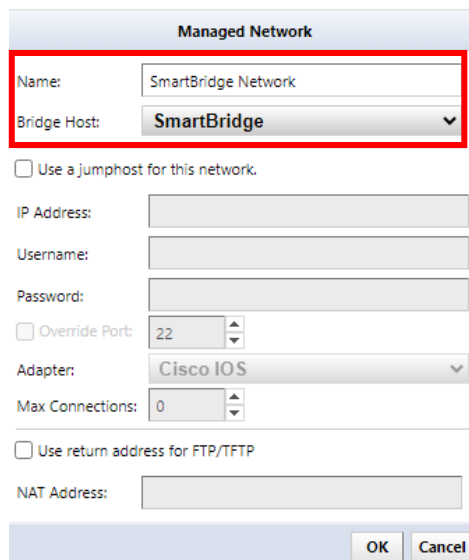 Managed Network
Name: SmartBridge Network
Bridge Host: SmartBridge
Use a jumphost for this network.
IP Address:
Username:
Password:
Override Port: 22
Adapter: Cisco IOS
Max Connections: 0
Use return address for FTP/TFTP
NAT Address:
OK Cancel